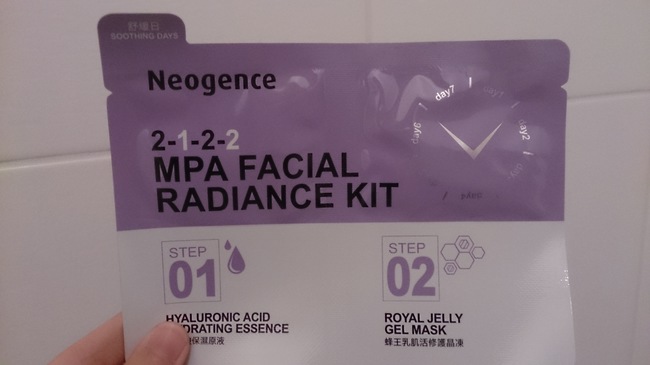 舒緩日
SOOTHING DAYS
Neogence
day7
day1
day6
day2
2-1-2-2
MPA FACIAL
RADIANCE KIT
STEP
01
STEP
02
HYALURONIC ACID
ESSENCE
保濕原液
ROYAL JELLY
GEL MASK
蜂王乳肌活修護晶凍